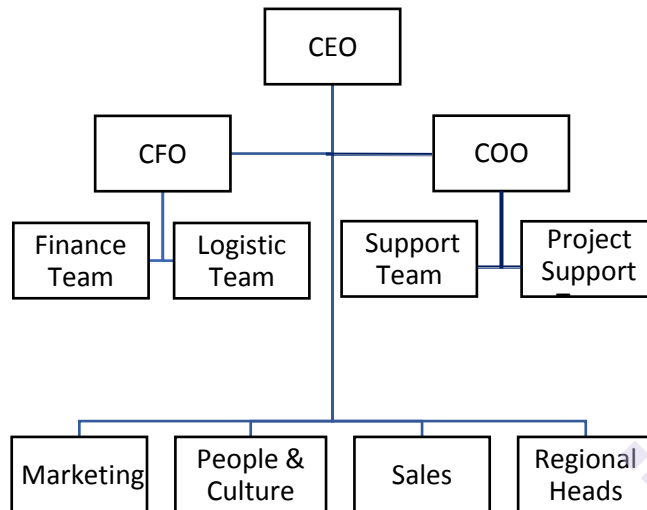 CEO
CFO
COO
Finance
Team
Logistic
Team
Support
Team
Project
Support
Marketing
People &
Culture
Sales
Regional
Heads